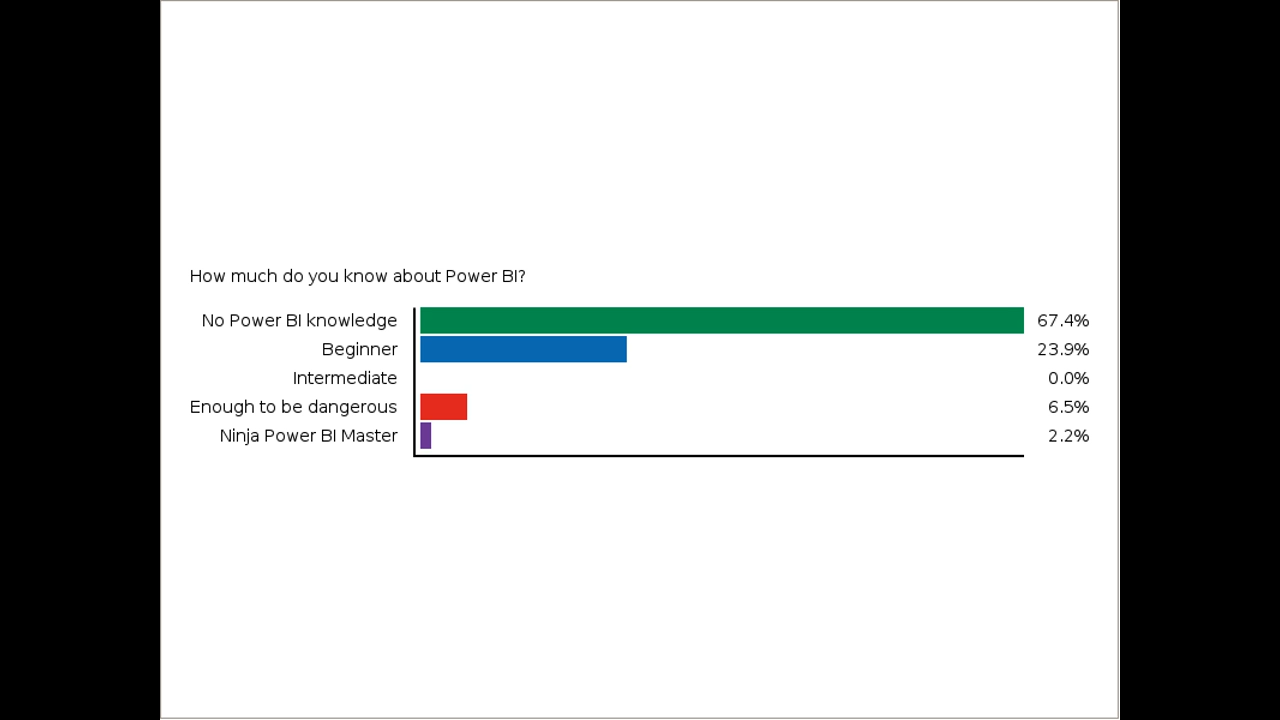 How much do you know about Power BI?
No Power BI knowledge 67.4%
Beginner 23.9%
Intermediate 0.0%
Enough to be dangerous 6.5%
Ninja Power BI Master 2.2%